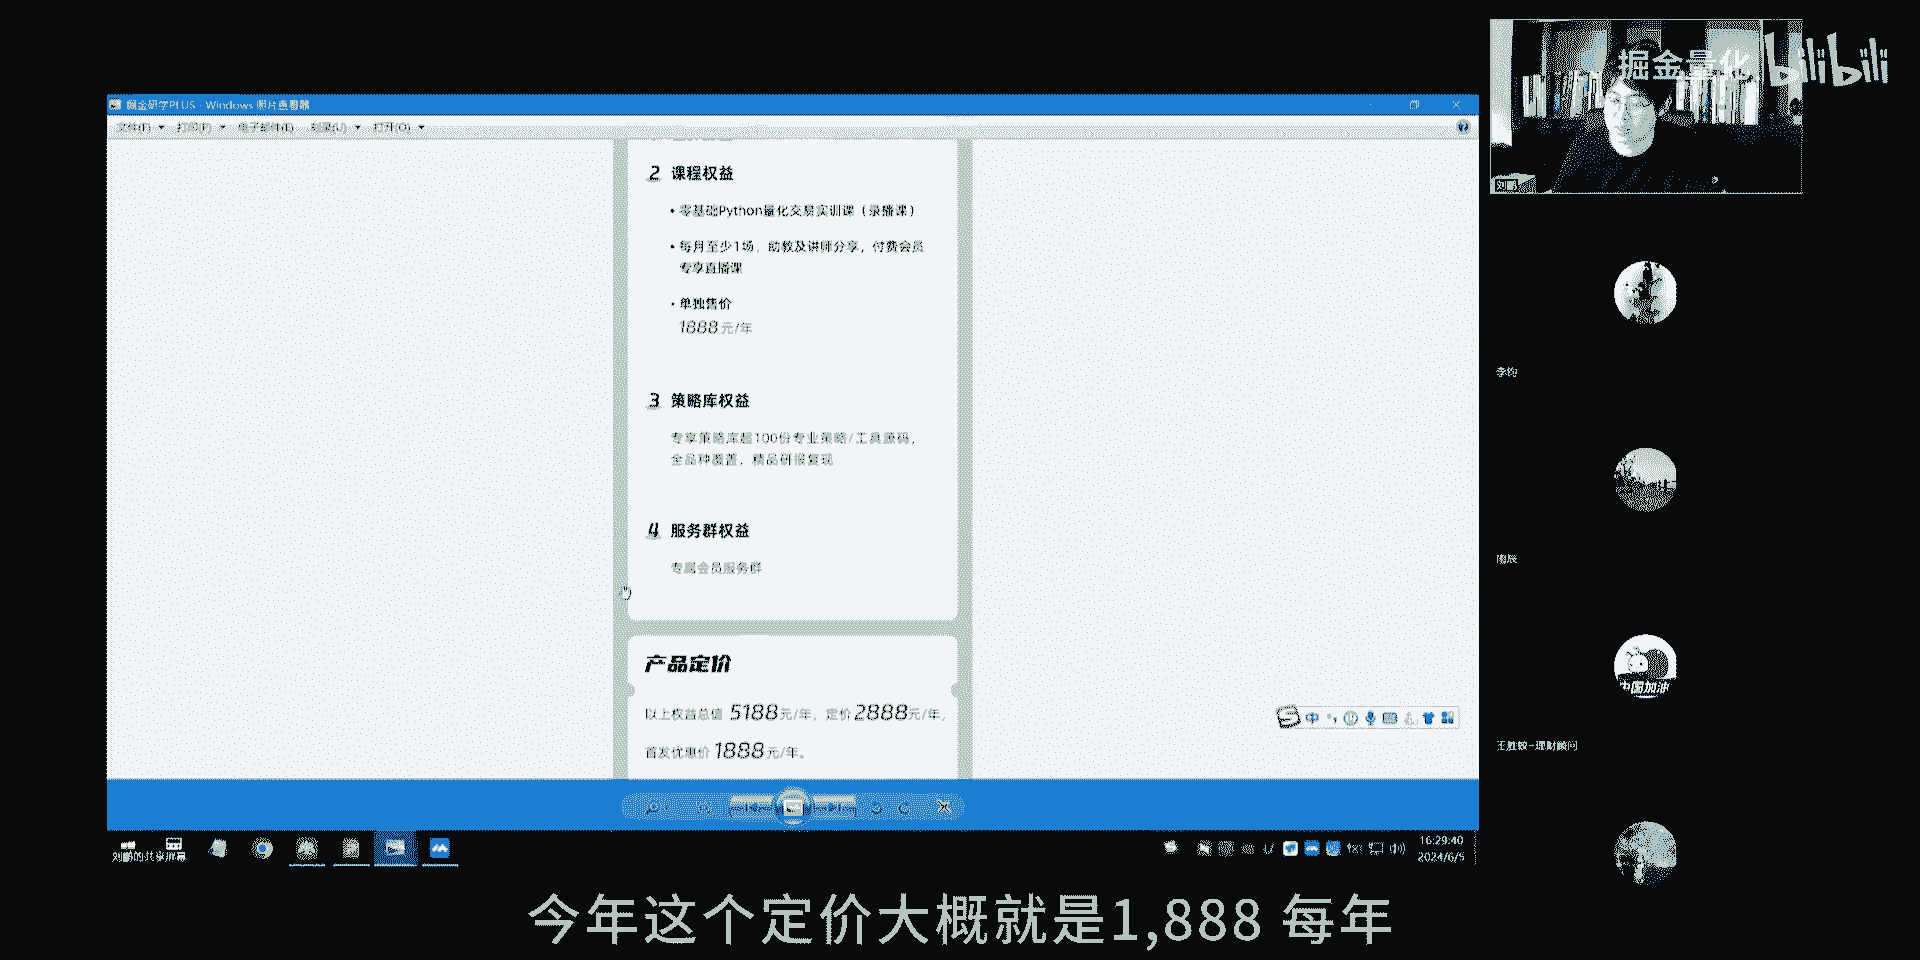 掘金量化 bilibili
掘金研学PLUS - Windows 照片查看器
文件(F) 打印(P) 电子邮件(E) 刻录(U) 打开(O)
2 课程权益
• 零基础Python量化交易实训课（录播课）
• 每月至少1场，助教及讲师分享，付费会员
专享直播课
• 单独售价
1888元/年
3 策略库权益
专享策略库超100份专业策略/工具源码，
全品种覆盖，精品研报复现
4 服务群权益
专属会员服务群
产品定价
以上权益总值 5188元/年，定价2888元/年，
首发优惠价 1888元/年。
中
李钧
中国加油
王胜敏-理财顾问
刘鹏的共享屏幕
16:29:40
2024/6/5
今年这个定价大概就是1,888 每年